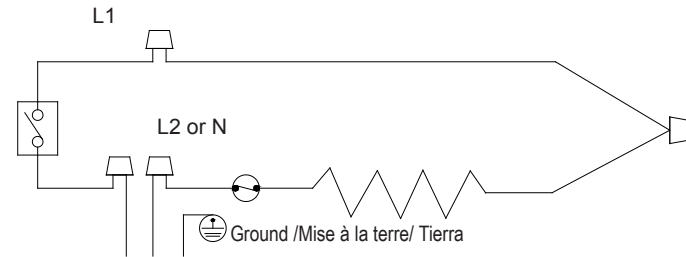 L1
L2 or N
Ground /Mise à la terre/ Tierra